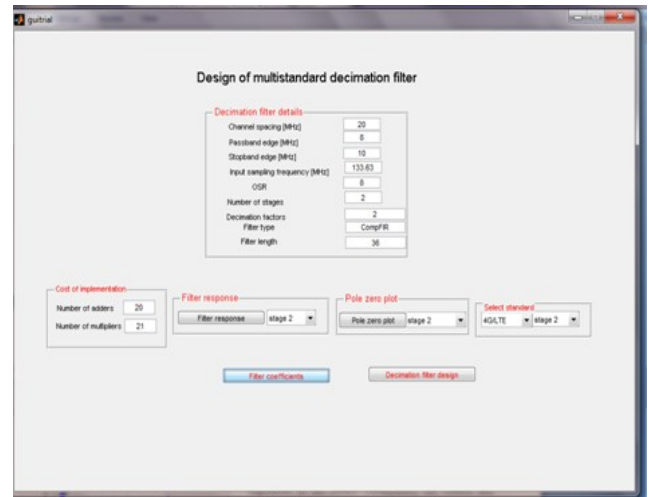 guitrial
Design of multistandard decimation filter
Decimation filter details
Channel spacing [MHz] 20
Passband edge [MHz] 8
Stopband edge [MHz] 10
Input sampling frequency [MHz] 133.63
OSR 8
Number of stages 2
Decimation factors 2
Filter type CompFIR
Filter length 36
Cost of implementation
Number of adders 20
Number of multipliers 21
Filter response
Filter response stage 2
Pole zero plot
Pole zero plot stage 2
Select standard
4G/LTE stage 2
Filter coefficients
Decimation filter design